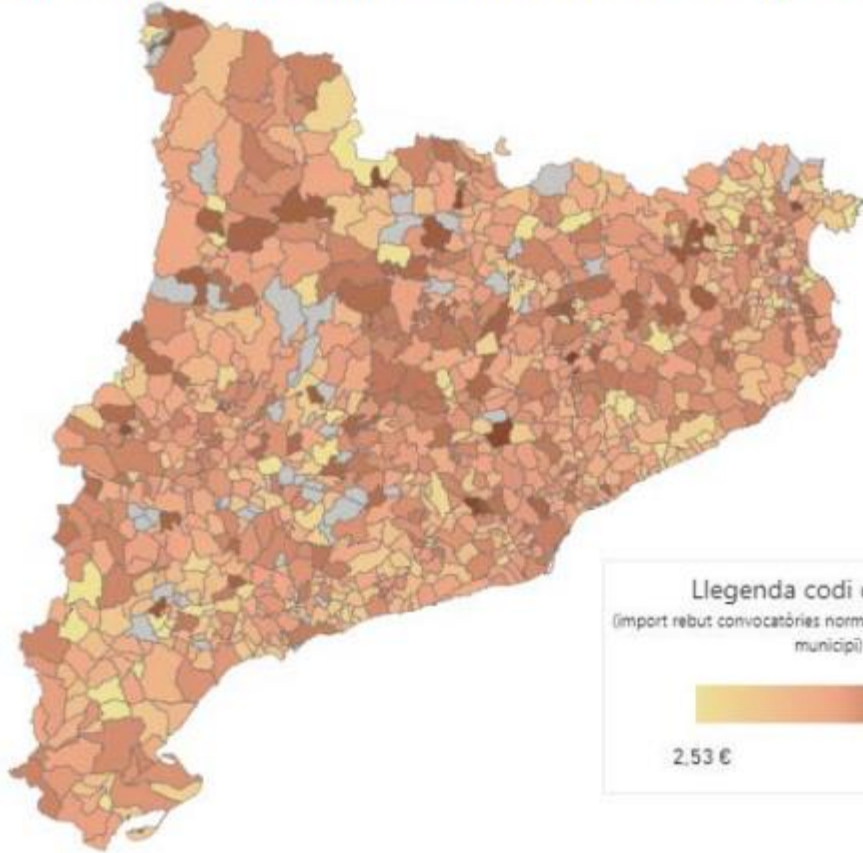 Llegenda codi
(import rebut convocatòries norm
municipi)
2,53 €